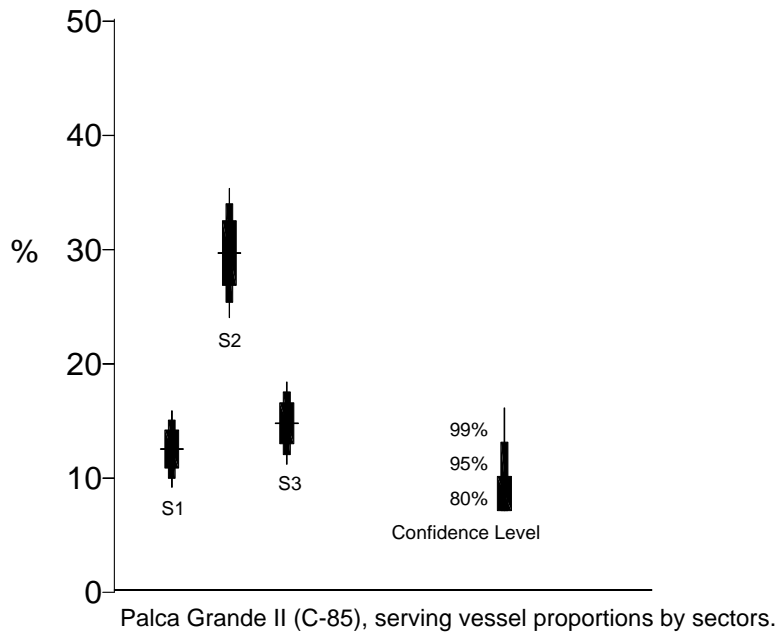 50
40
%
30
S2
20
S1
S3
99%
95%
80%
10
Confidence Level
0
Palca Grande II (C-85), serving vessel proportions by sectors.